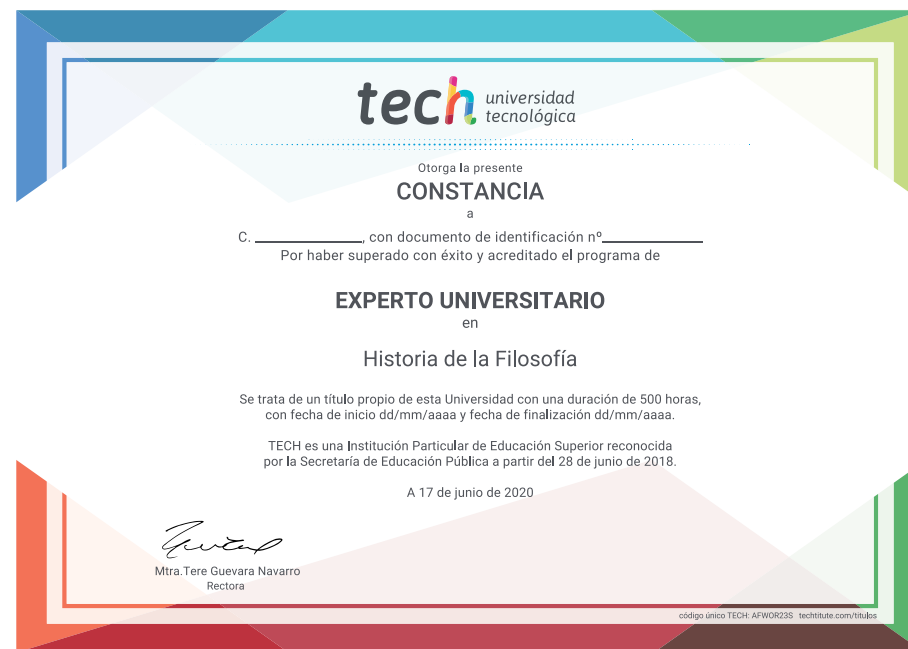 tech universidad
tecnológica
Otorga la presente
CONSTANCIA
a
C. ____________, con documento de identificación nº____________
Por haber superado con éxito y acreditado el programa de
EXPERTO UNIVERSITARIO
en
Historia de la Filosofía
Se trata de un título propio de esta Universidad con una duración de 500 horas,
con fecha de inicio dd/mm/aaaa y fecha de finalización dd/mm/aaaa.
TECH es una Institución Particular de Educación Superior reconocida
por la Secretaría de Educación Pública a partir del 28 de junio de 2018.
A 17 de junio de 2020
Mtra.Tere Guevara Navarro
Rectora
código único TECH: AFWOR23S techtitute.com/titulos